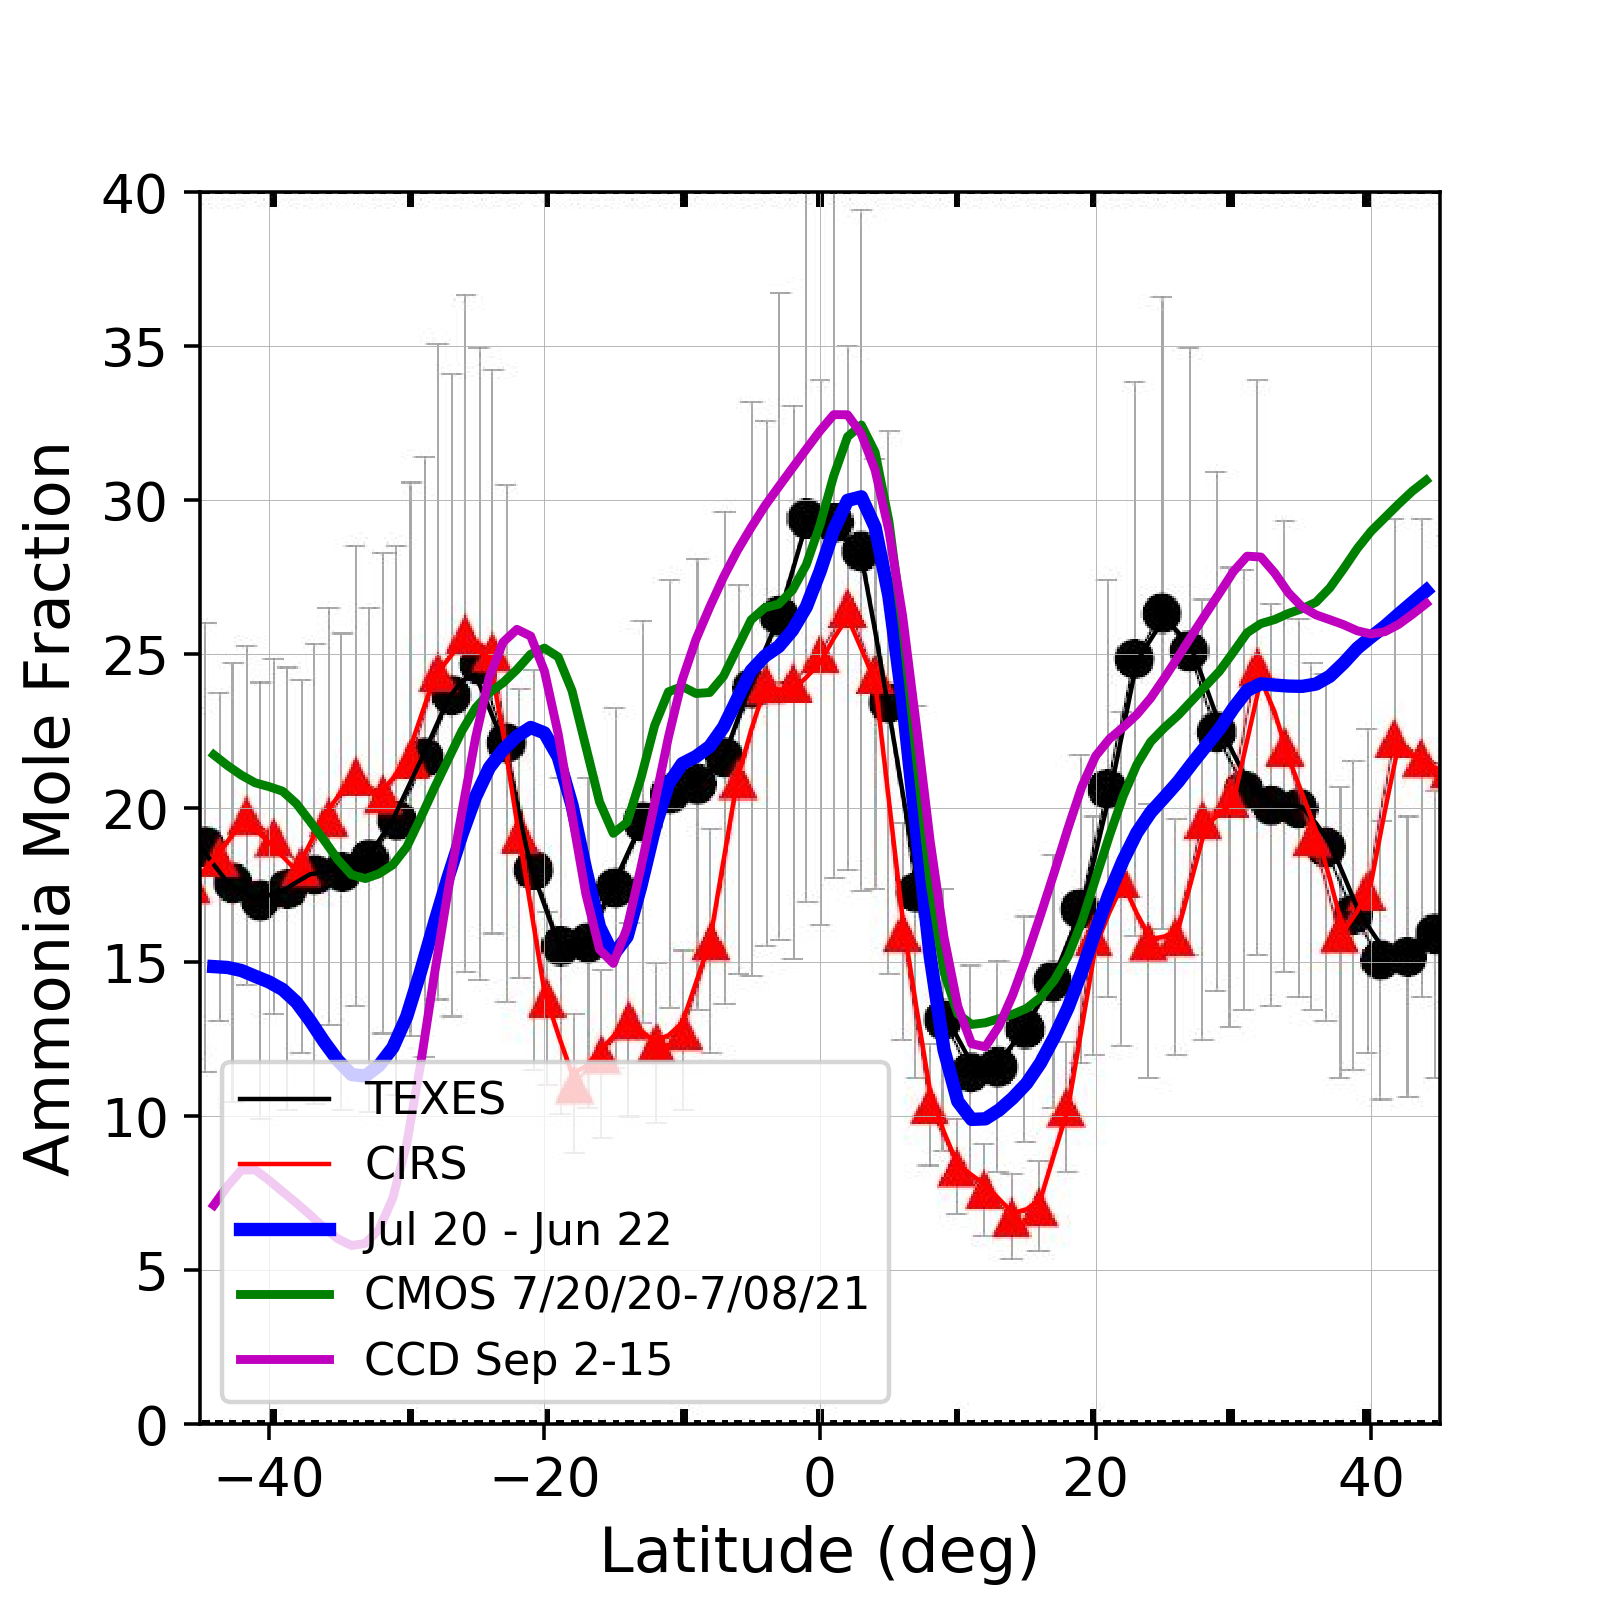 40
35
30
25
20
15
10
5
0
Ammonia Mole Fraction
TEXES
CIRS
Jul 20 - Jun 22
CMOS 7/20/20-7/08/21
CCD Sep 2-15
−40 −20 0 20 40
Latitude (deg)